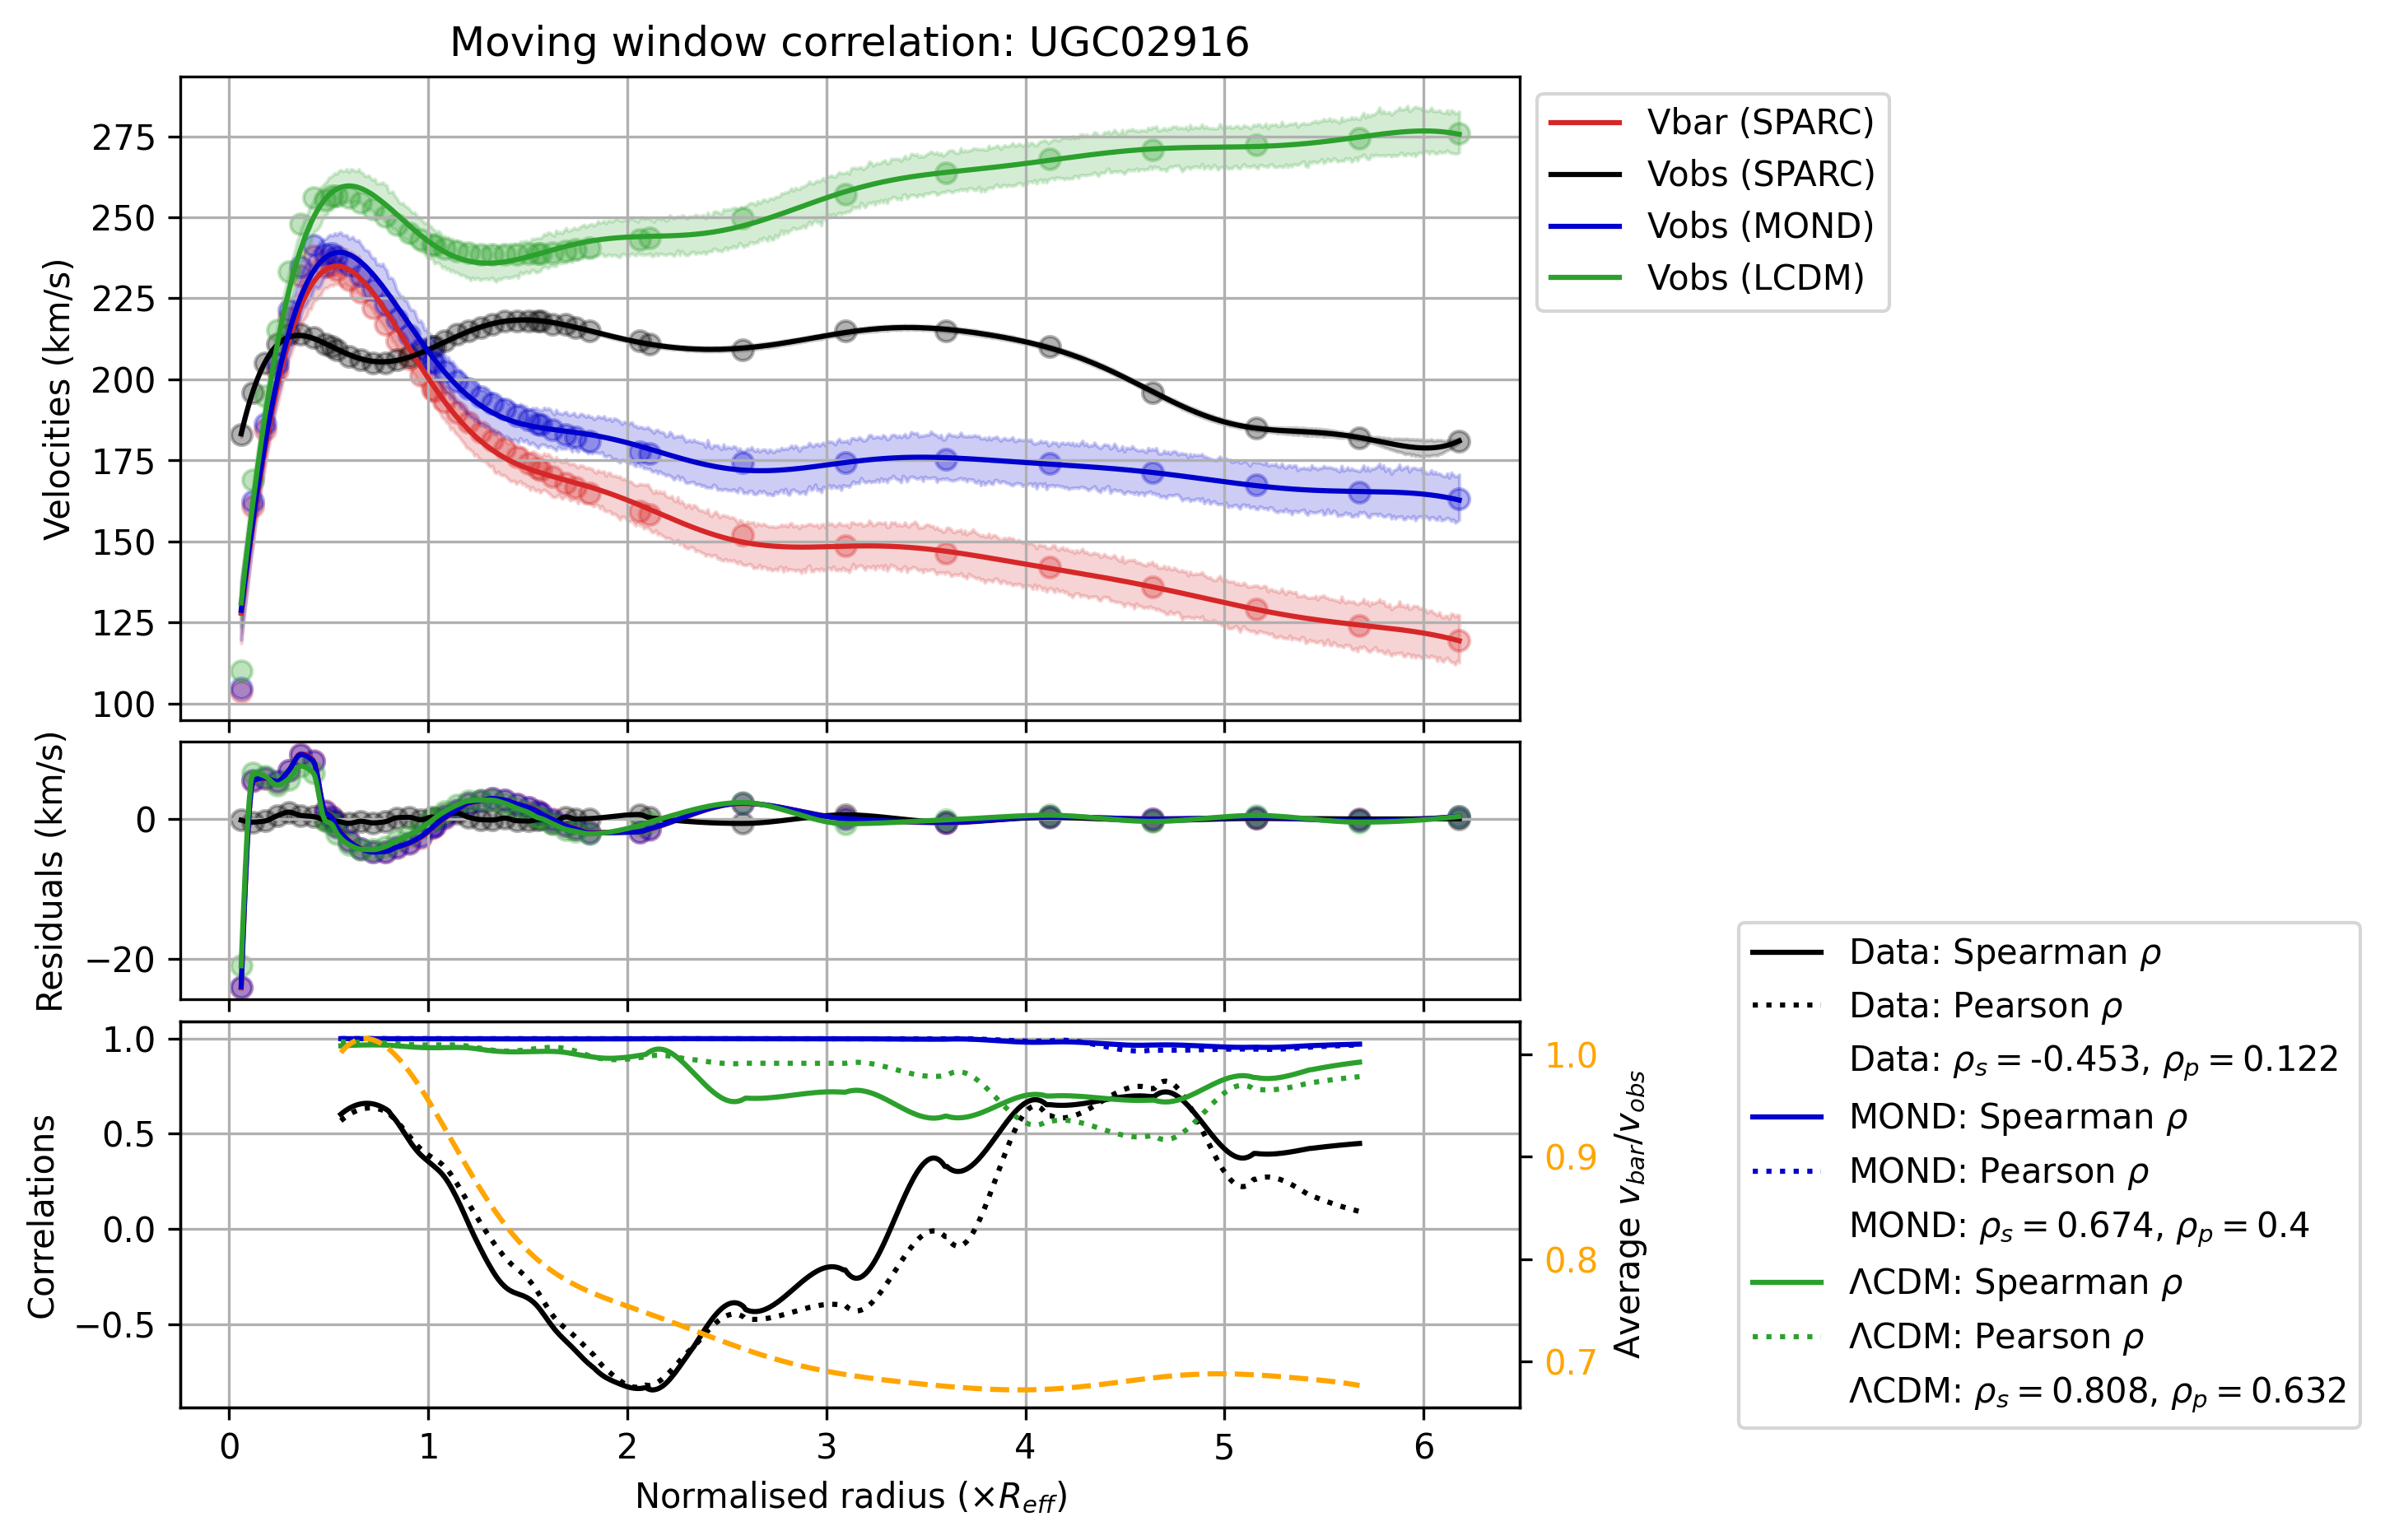 Moving window correlation: UGC02916
275
250
225
200
175
150
125
100
Velocities (km/s)
Vbar (SPARC)
Vobs (SPARC)
Vobs (MOND)
Vobs (LCDM)
0
−20
Residuals (km/s)
1.0
0.5
0.0
−0.5
Correlations
1.0
0.9
0.8
0.7
Average v_bar/v_obs
0 1 2 3 4 5 6
Normalised radius (×R_eff)
Data: Spearman ρ
Data: Pearson ρ
Data: ρ_s = -0.453, ρ_p = 0.122
MOND: Spearman ρ
MOND: Pearson ρ
MOND: ρ_s = 0.674, ρ_p = 0.4
ΛCDM: Spearman ρ
ΛCDM: Pearson ρ
ΛCDM: ρ_s = 0.808, ρ_p = 0.632